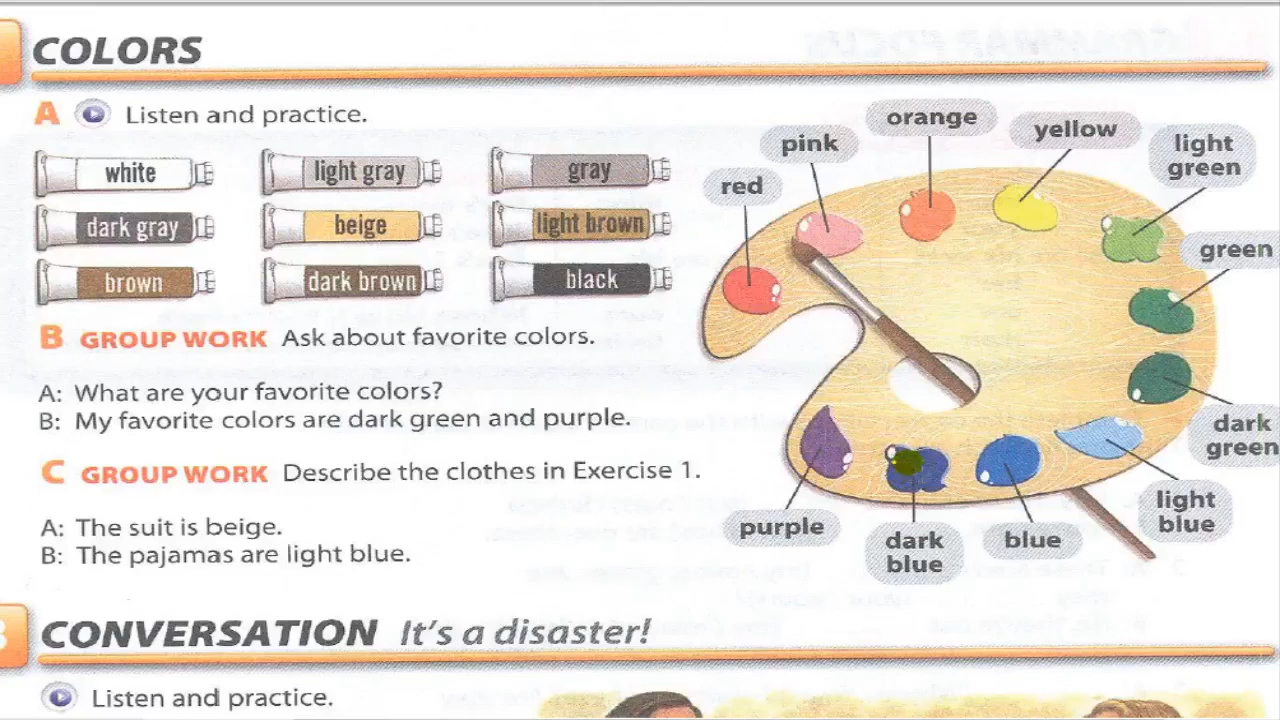 COLORS
A Listen and practice.
white
light gray
gray
dark gray
beige
light brown
brown
dark brown
black
red
pink
orange
yellow
light
green
green
dark
green
light
blue
blue
dark
blue
purple
B GROUP WORK Ask about favorite colors.
A: What are your favorite colors?
B: My favorite colors are dark green and purple.
C GROUP WORK Describe the clothes in Exercise 1.
A: The suit is beige.
B: The pajamas are light blue.
CONVERSATION It's a disaster!
Listen and practice.